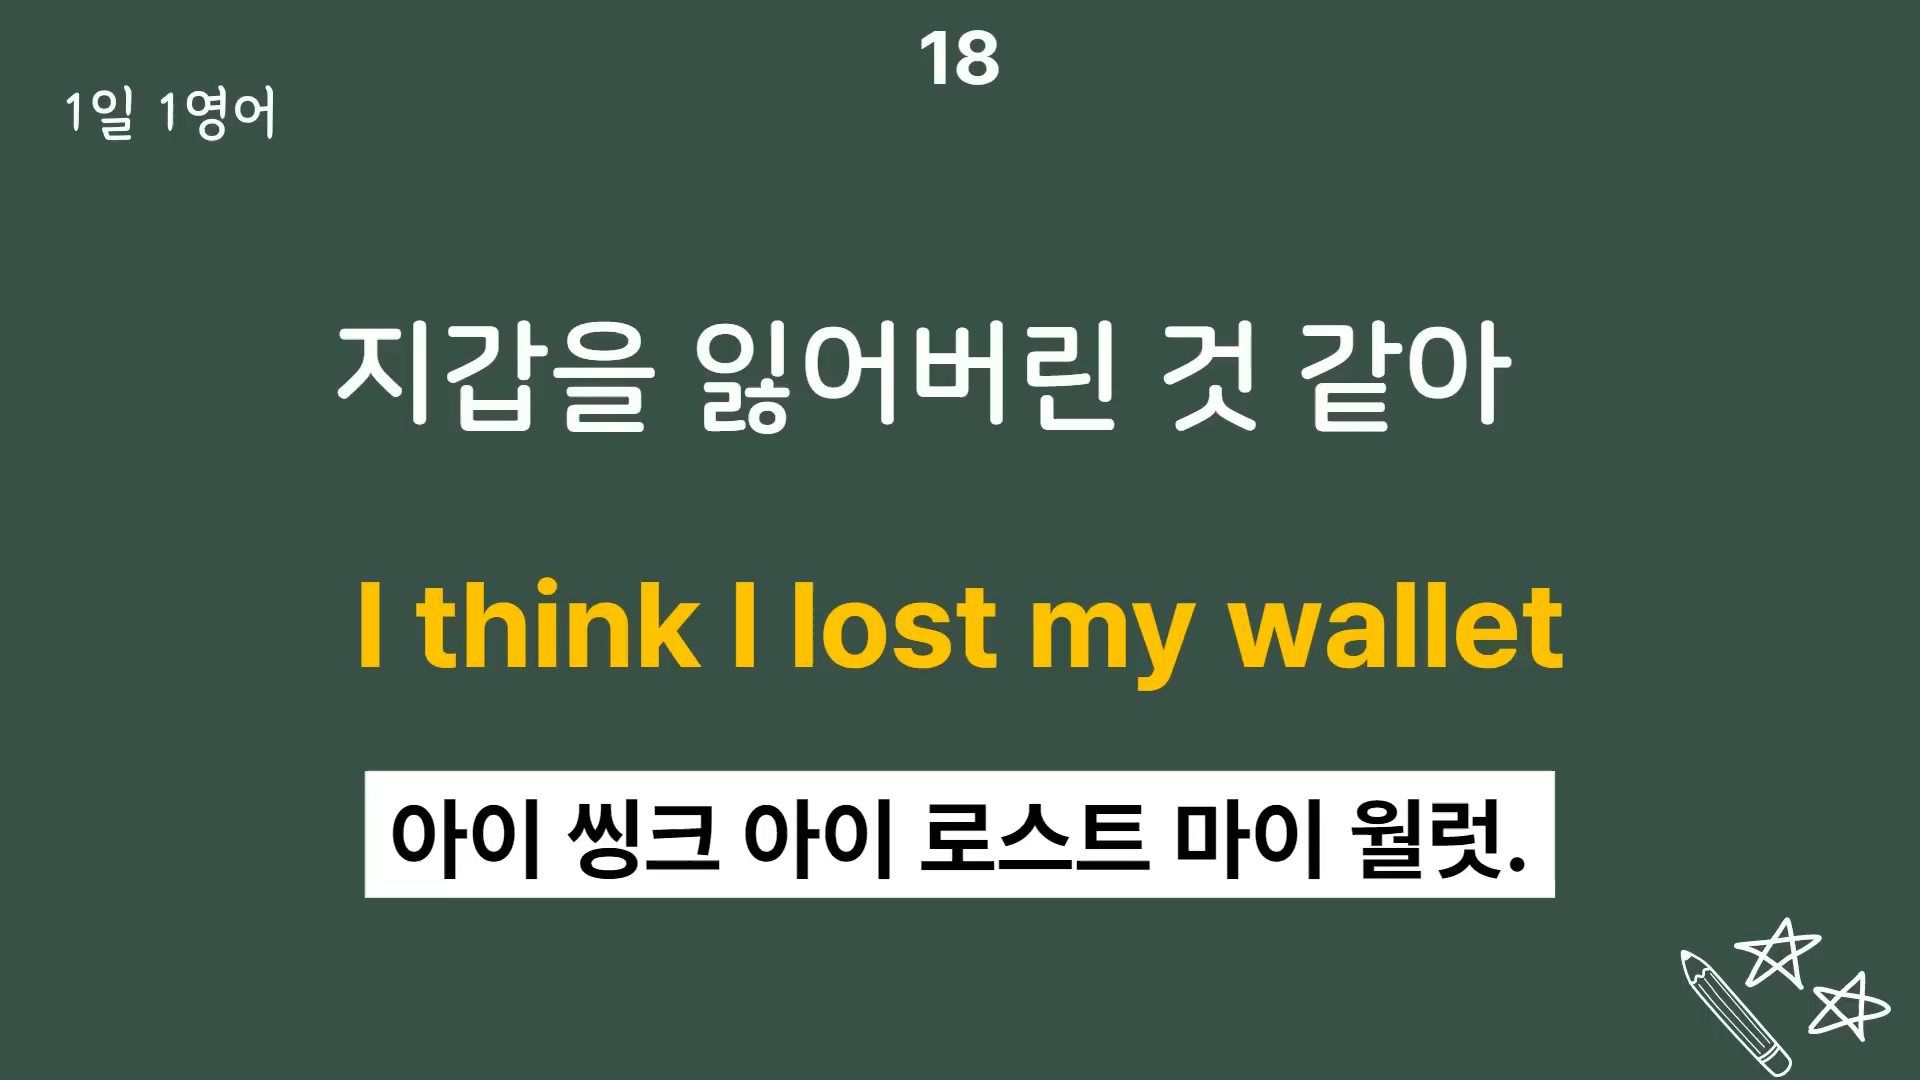 18
1일 1영어
지갑을 잃어버린 것 같아
I think I lost my wallet
아이 씽크 아이 로스트 마이 월럿.